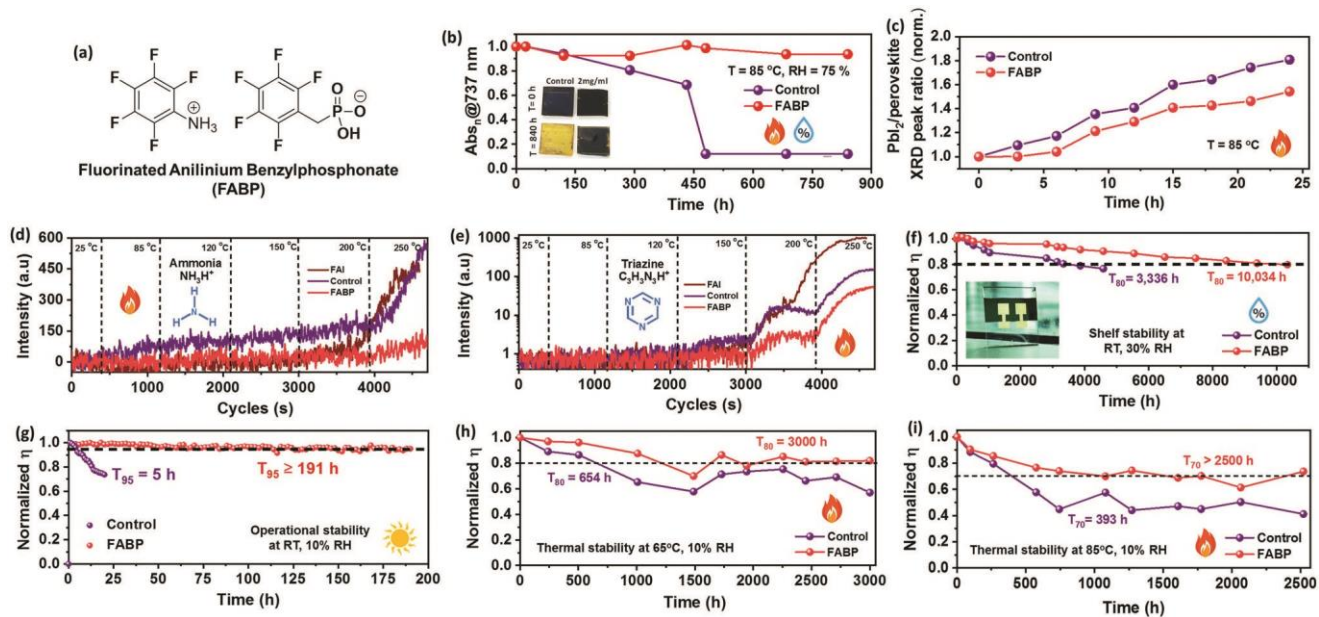 (a)
F
F
F
F
F
NH₃
⊕
F
F
F
F
F
P
O
O
⊖
OH
Fluorinated Anilinium Benzylphosphonate
(FABP)
(b)
Absₙ@737 nm
1.0
0.8
0.6
0.4
0.2
0.0
Control 2mg/ml
T= 0 h
T = 840 h
T = 85 °C, RH = 75 %
Control
FABP
%
0 150 300 450 600 750 900
Time (h)
(c)
PbI₂/perovskite
XRD peak ratio (norm.)
2.0
1.8
1.6
1.4
1.2
1.0
Control
FABP
T = 85 °C
0 5 10 15 20 25
Time (h)
(d)
Intensity (a.u)
600
450
300
150
0
25 °C 85 °C 120 °C 150 °C 200 °C 250 °C
Ammonia
NH₃H⁺
H
H N H
FAI
Control
FABP
0 1000 2000 3000 4000
Cycles (s)
(e)
Intensity (a.u)
1000
100
10
1
25 °C 85 °C 120 °C 150 °C 200 °C 250 °C
Triazine
C₃H₃N₃H⁺
N N
N
FAI
Control
FABP
0 1000 2000 3000 4000
Cycles (s)
(f)
Normalized η
1.0
0.8
0.6
0.4
0.2
0.0
T₈₀ = 3,336 h
T₈₀ = 10,034 h
%
Shelf stability at
RT, 30% RH
Control
FABP
0 2000 4000 6000 8000 10000
Time (h)
(g)
Normalized η
1.0
0.8
0.6
0.4
0.2
0.0
T₉₅ = 5 h
T₉₅ ≥ 191 h
Control
FABP
Operational stability
at RT, 10% RH
0 25 50 75 100 125 150 175 200
Time (h)
(h)
Normalized η
1.0
0.8
0.6
0.4
0.2
0.0
T₈₀ = 3000 h
T₈₀ = 654 h
Thermal stability at 65°C, 10% RH
Control
FABP
0 500 1000 1500 2000 2500 3000
Time (h)
(i)
Normalized η
1.0
0.8
0.6
0.4
0.2
0.0
T₇₀ > 2500 h
T₇₀= 393 h
Thermal stability at 85°C, 10% RH
Control
FABP
0 500 1000 1500 2000 2500
Time (h)